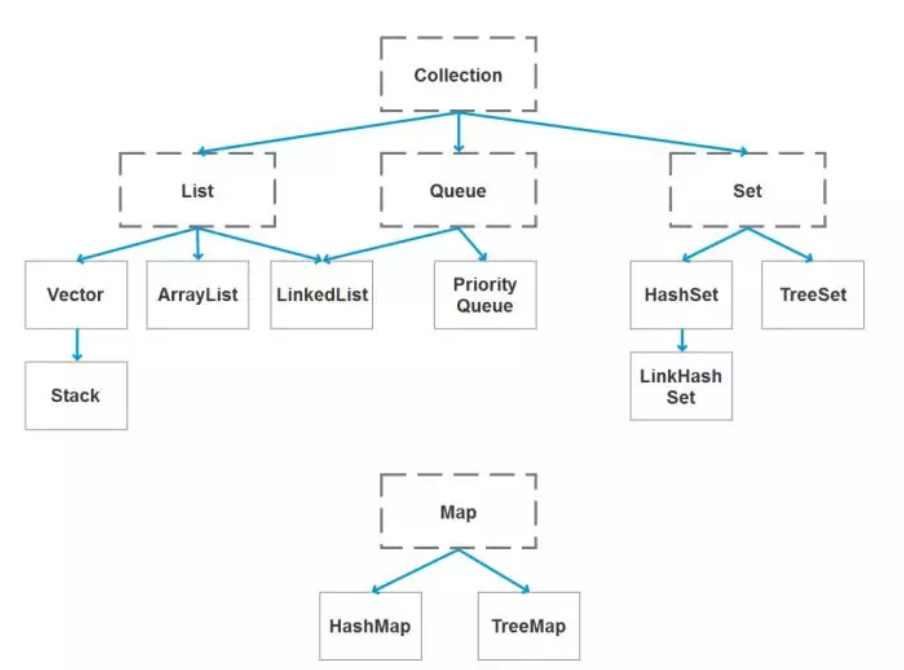 Collection
List
Queue
Set
Vector
ArrayList
LinkedList
Priority
Queue
HashSet
TreeSet
Stack
LinkHash
Set
Map
HashMap
TreeMap